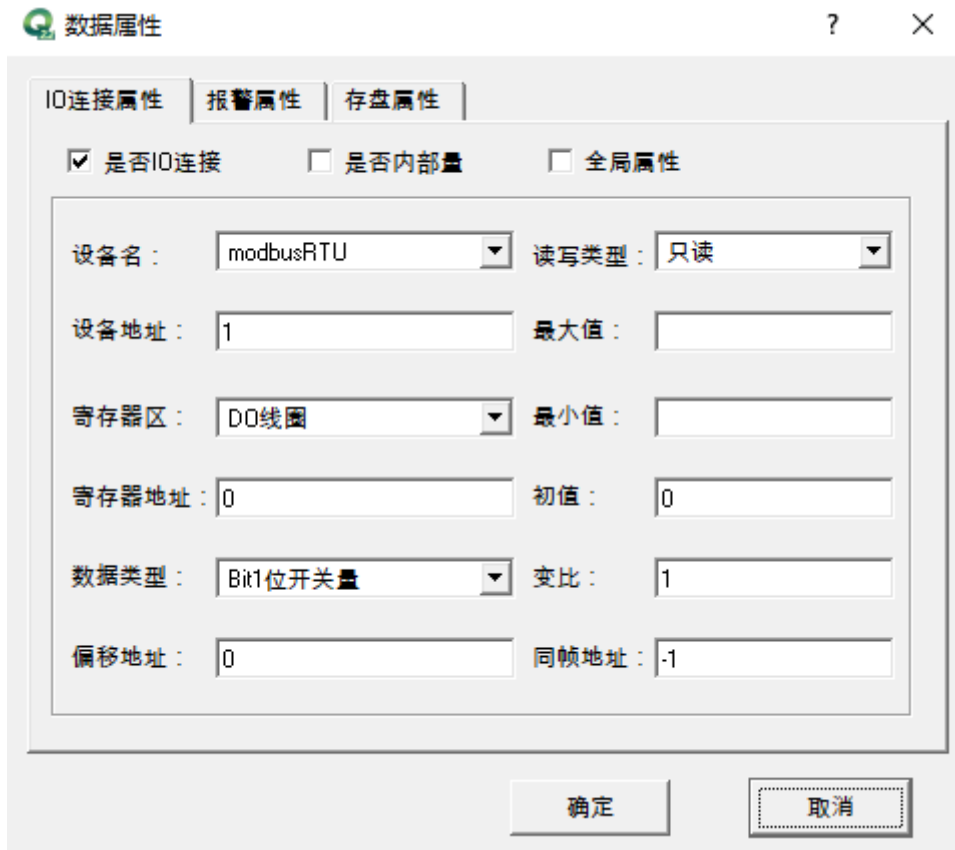 数据属性 ?
IO连接属性 报警属性 存盘属性
是否IO连接 是否内部量 全局属性
设备名： modbusRTU 读写类型： 只读
设备地址： 1 最大值：
寄存器区： DO线圈 最小值：
寄存器地址： 0 初值： 0
数据类型： Bit1位开关量 变比： 1
偏移地址： 0 同帧地址： -1
确定 取消